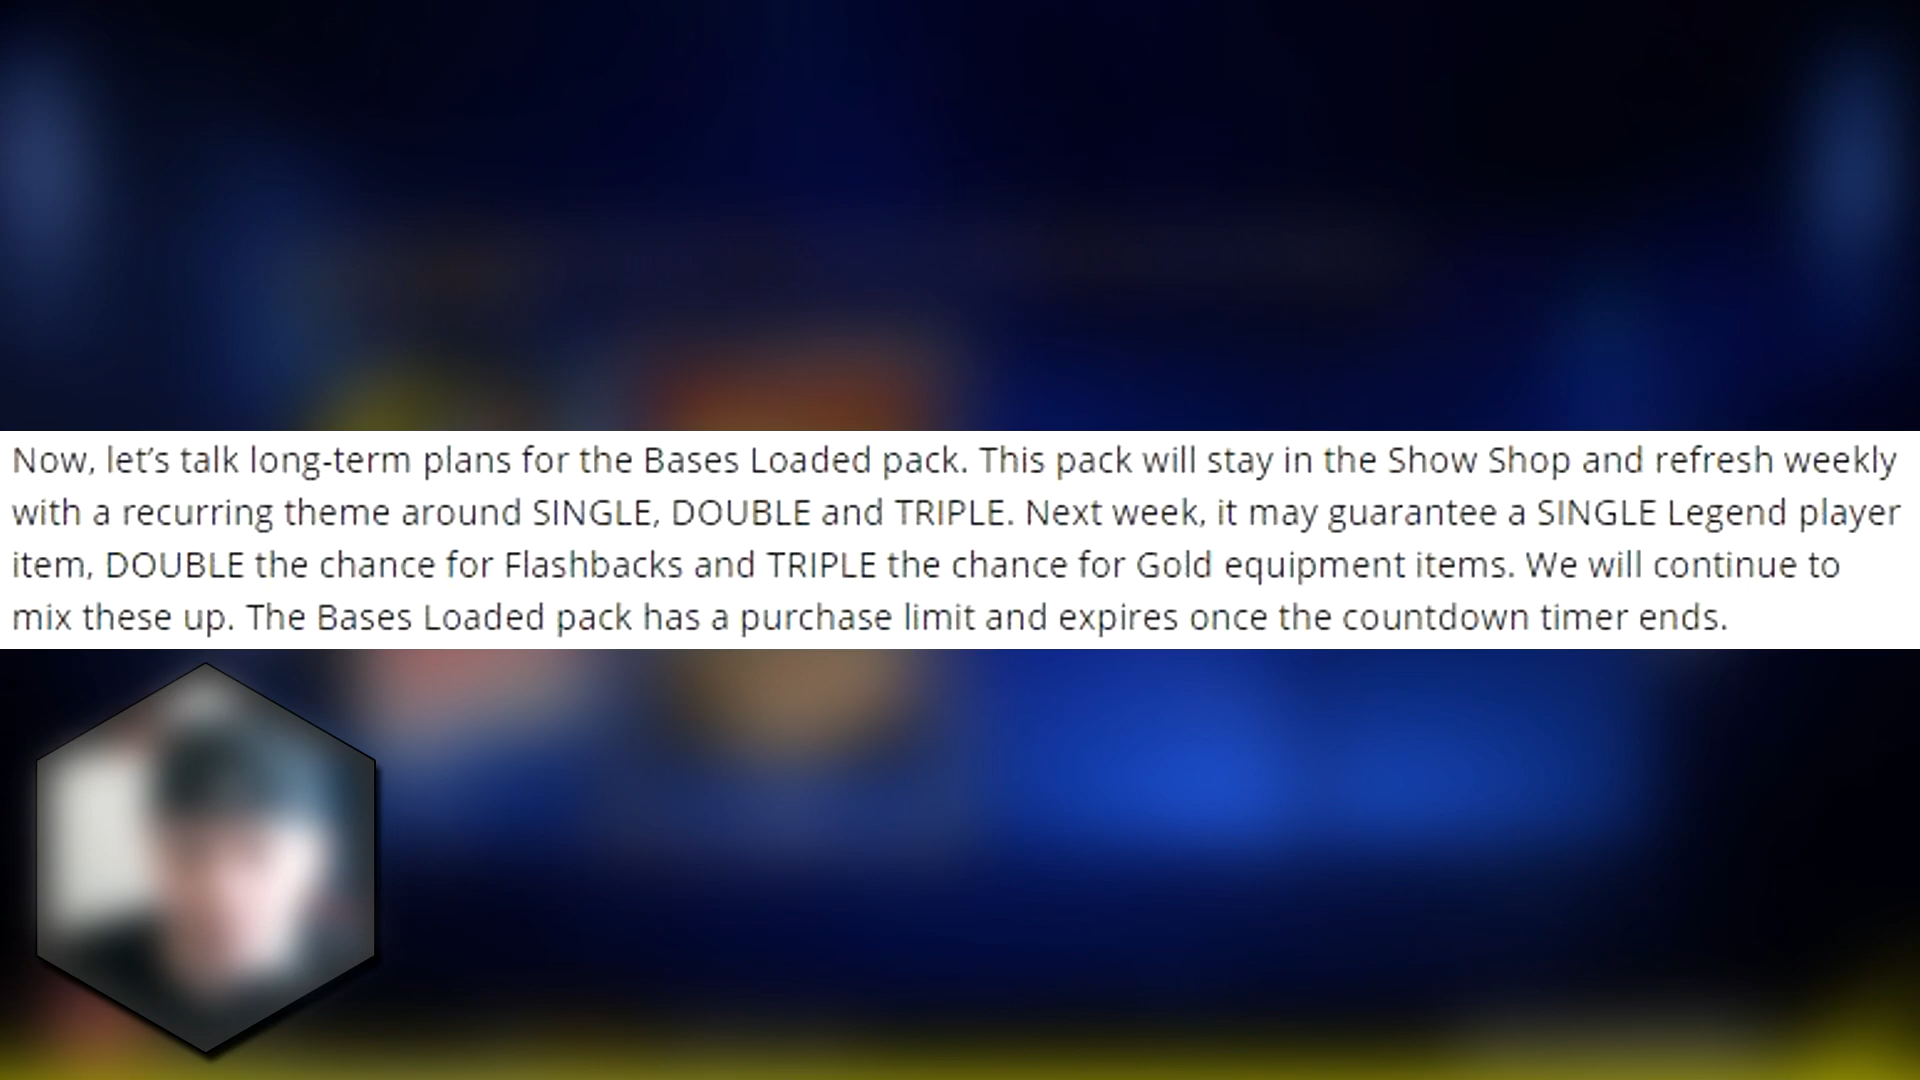 Now, let’s talk long-term plans for the Bases Loaded pack. This pack will stay in the Show Shop and refresh weekly
with a recurring theme around SINGLE, DOUBLE and TRIPLE. Next week, it may guarantee a SINGLE Legend player
item, DOUBLE the chance for Flashbacks and TRIPLE the chance for Gold equipment items. We will continue to
mix these up. The Bases Loaded pack has a purchase limit and expires once the countdown timer ends.